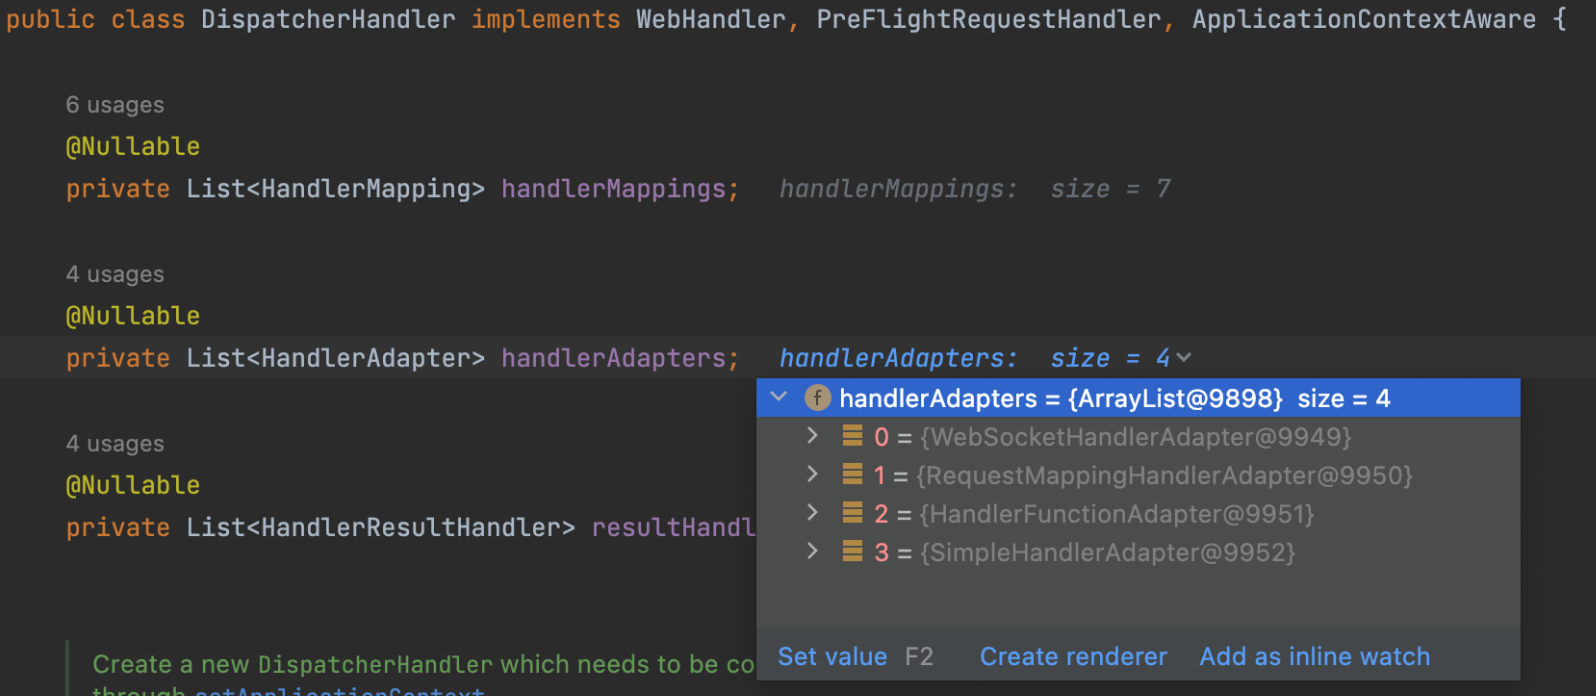 public class DispatcherHandler implements WebHandler, PreFlightRequestHandler, ApplicationContextAware {
6 usages
@Nullable
private List<HandlerMapping> handlerMappings; handlerMappings: size = 7
4 usages
@Nullable
private List<HandlerAdapter> handlerAdapters; handlerAdapters: size = 4
f handlerAdapters = {ArrayList@9898} size = 4
0 = {WebSocketHandlerAdapter@9949}
1 = {RequestMappingHandlerAdapter@9950}
2 = {HandlerFunctionAdapter@9951}
3 = {SimpleHandlerAdapter@9952}
Set value F2 Create renderer Add as inline watch
4 usages
@Nullable
private List<HandlerResultHandler> resultHandl
Create a new DispatcherHandler which needs to be co
through setApplicationContext